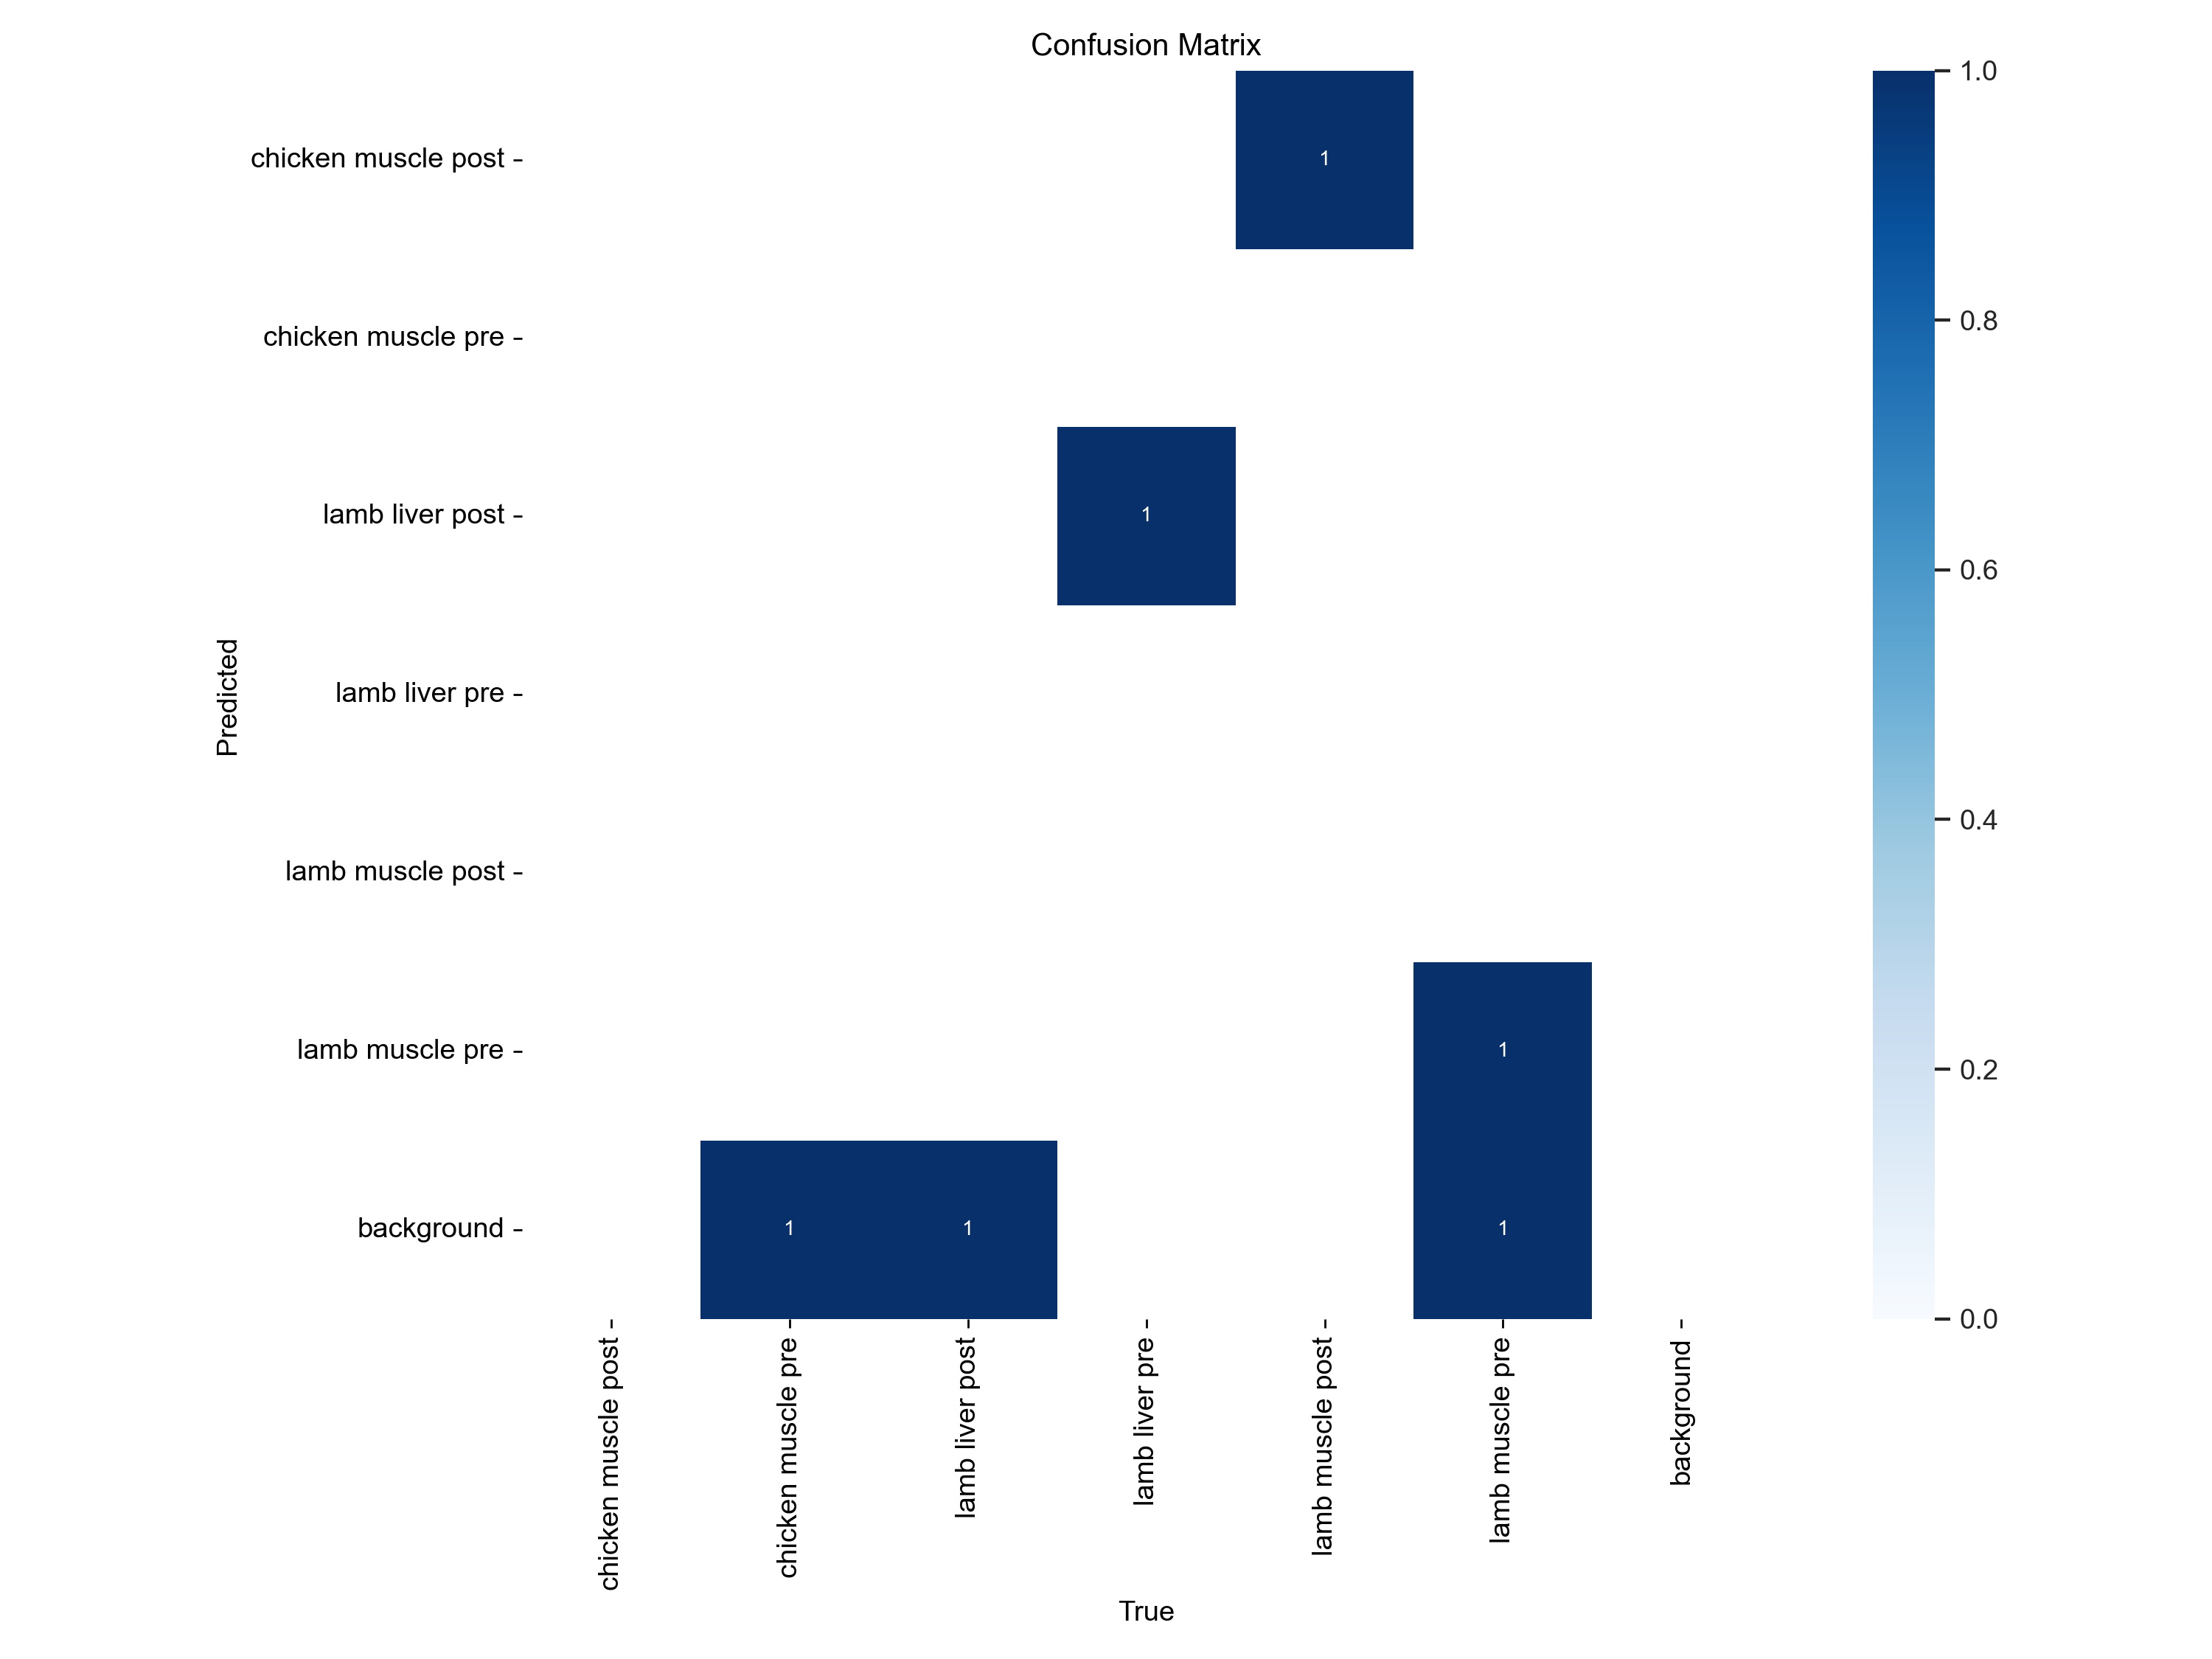 Confusion Matrix
chicken muscle post
1
chicken muscle pre
lamb liver post
1
lamb liver pre
lamb muscle post
lamb muscle pre
1
background
1 1 1
Predicted
chicken muscle post
chicken muscle pre
lamb liver post
lamb liver pre
lamb muscle post
lamb muscle pre
background
True
1.0
0.8
0.6
0.4
0.2
0.0